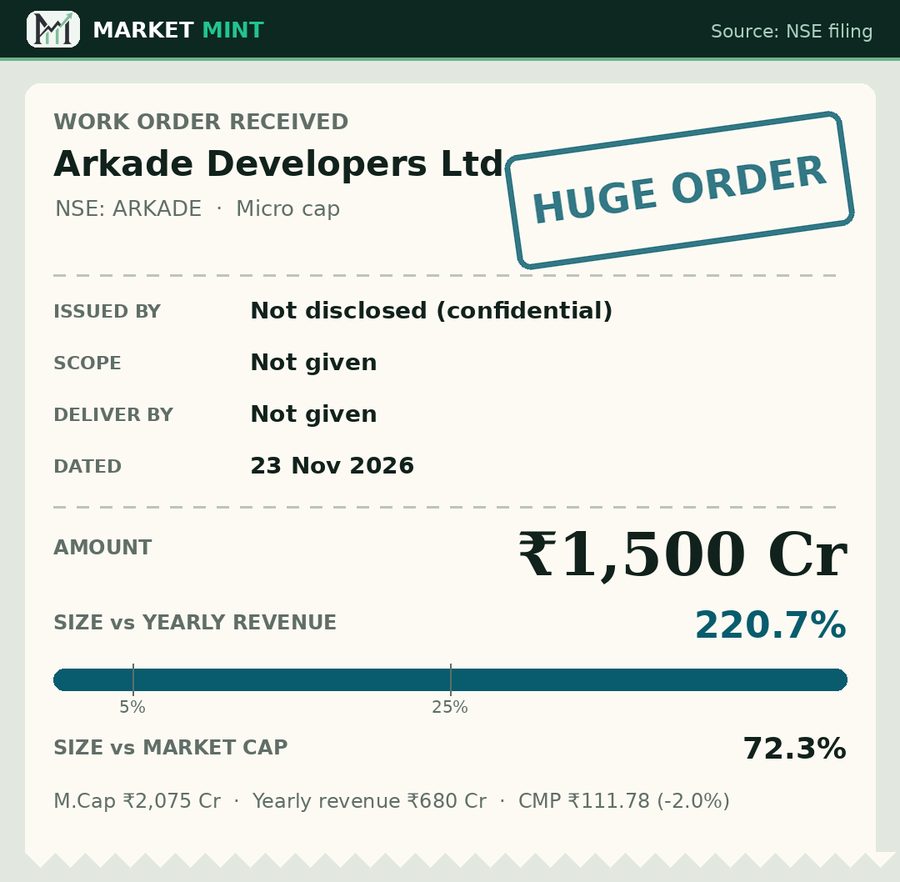 MARKET MINT
Source: NSE filing
WORK ORDER RECEIVED
Arkade Developers Ltd
HUGE ORDER
NSE: ARKADE · Micro cap
ISSUED BY Not disclosed (confidential)
SCOPE Not given
DELIVER BY Not given
DATED 23 Nov 2026
AMOUNT ₹1,500 Cr
SIZE vs YEARLY REVENUE 220.7%
5% 25%
SIZE vs MARKET CAP 72.3%
M.Cap ₹2,075 Cr · Yearly revenue ₹680 Cr · CMP ₹111.78 (-2.0%)